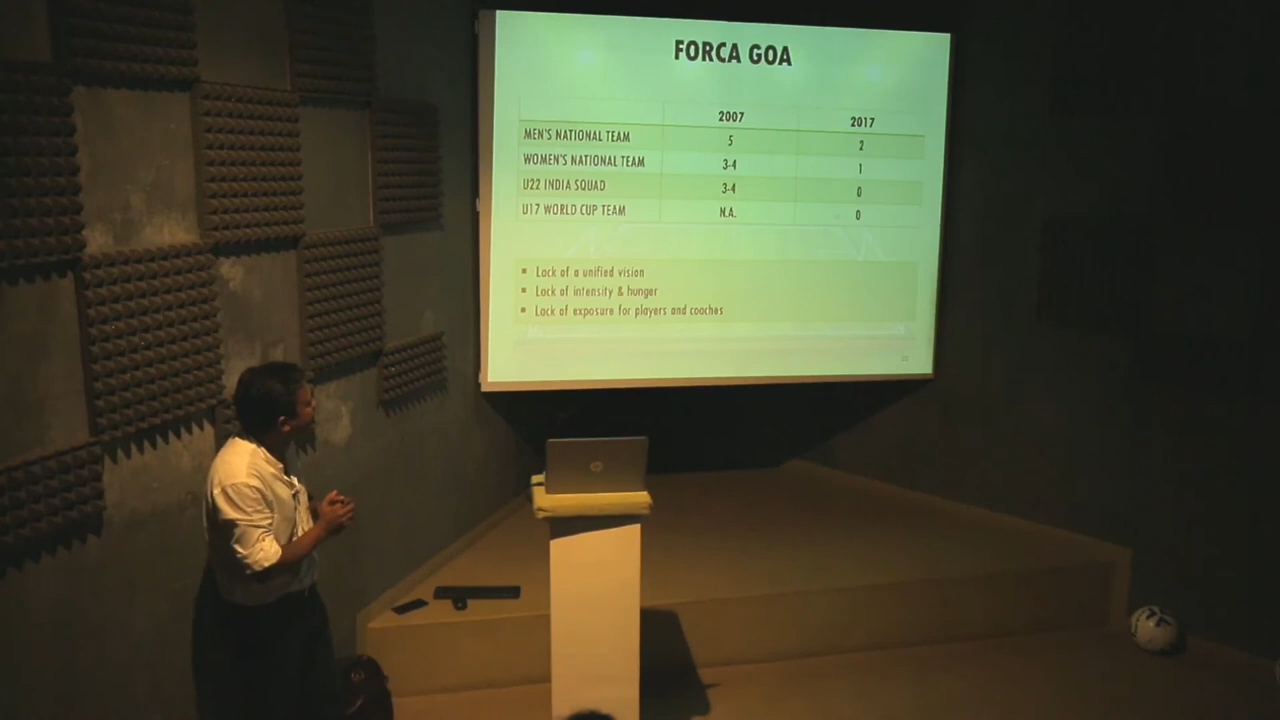 FORCA GOA
2007 2017
MEN'S NATIONAL TEAM 5 2
WOMEN'S NATIONAL TEAM 3-4 1
U22 INDIA SQUAD 3-4 0
U17 WORLD CUP TEAM N.A. 0
Lack of a unified vision
Lack of intensity & hunger
Lack of exposure for players and coaches